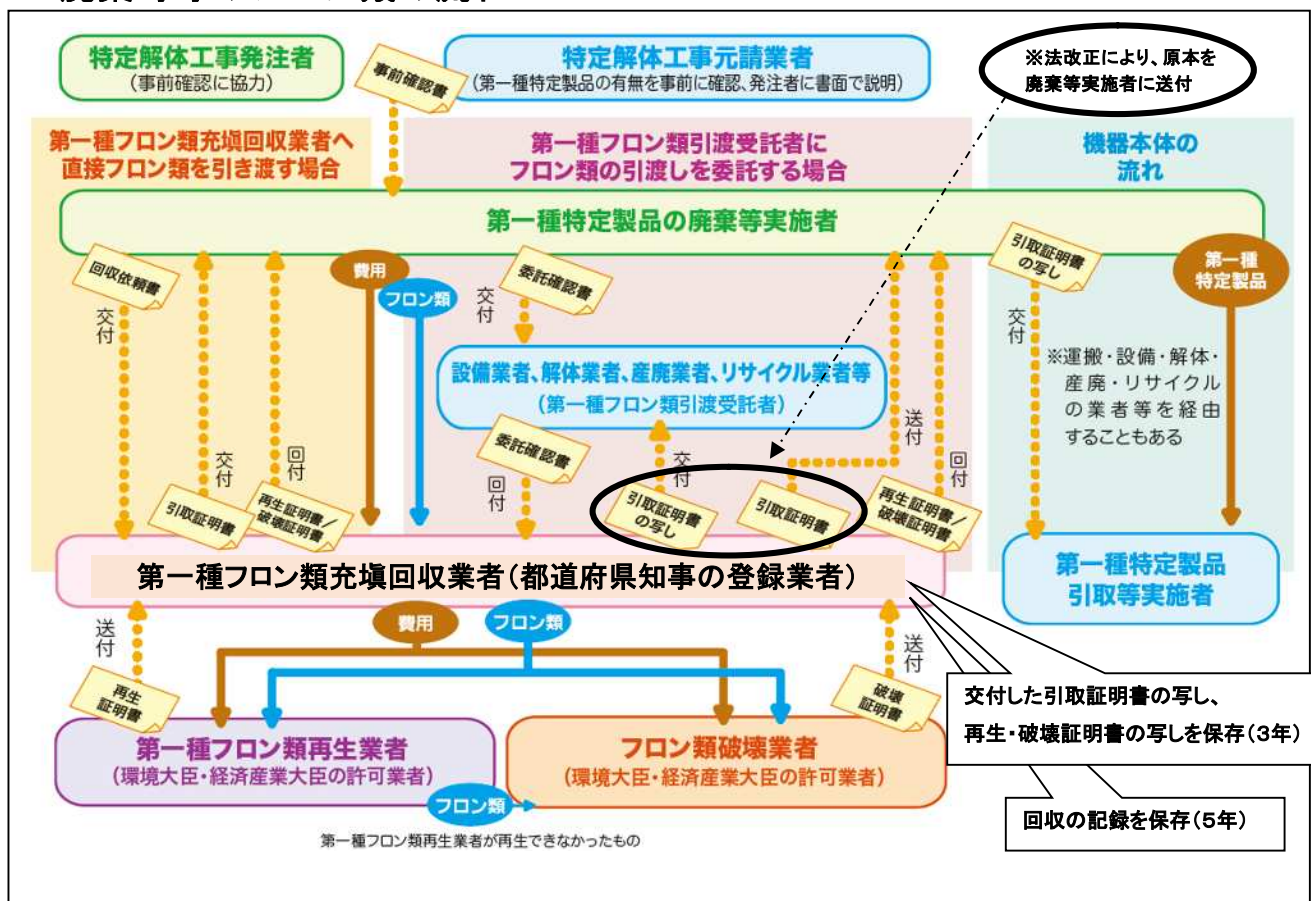 特定解体工事発注者
(事前確認に協力)
事前確認書
特定解体工事元請業者
(第一種特定製品の有無を事前に確認、発注者に書面で説明)
※法改正により、原本を
廃棄等実施者に送付
第一種フロン類充塡回収業者へ
直接フロン類を引き渡す場合
第一種フロン類引渡受託者に
フロン類の引渡しを委託する場合
機器本体の
流れ
第一種特定製品の廃棄等実施者
回収依頼書
交付
引取証明書
交付
再生証明書/
破壊証明書
回付
費用
フロン類
委託確認書
交付
設備業者、解体業者、産廃業者、リサイクル業者等
(第一種フロン類引渡受託者)
委託確認書
回付
引取証明書
の写し
交付
引取証明書
送付
再生証明書/
破壊証明書
回付
引取証明書
の写し
交付
第一種
特定製品
※運搬・設備・解体・
産廃・リサイクル
の業者等を経由
することもある
第一種特定製品
引取等実施者
第一種フロン類充塡回収業者(都道府県知事の登録業者)
費用
フロン類
送付
再生
証明書
送付
破壊
証明書
第一種フロン類再生業者
(環境大臣・経済産業大臣の許可業者)
フロン類破壊業者
(環境大臣・経済産業大臣の許可業者)
フロン類
第一種フロン類再生業者が再生できなかったもの
交付した引取証明書の写し、
再生・破壊証明書の写しを保存(3年)
回収の記録を保存(5年)